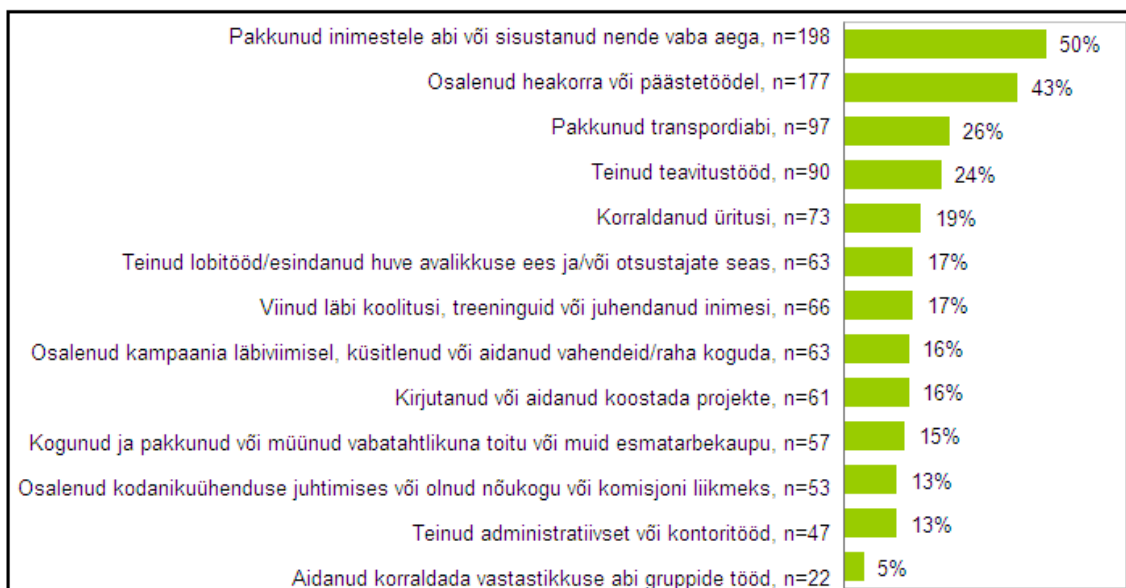 Pakkunud inimestele abi või sisustanud nende vaba aega, n=198 50%
Osalenud heakorra või päästetöödel, n=177 43%
Pakkunud transpordiabi, n=97 26%
Teinud teavitustööd, n=90 24%
Korraldanud üritusi, n=73 19%
Teinud lobitööd/esindanud huve avalikkuse ees ja/või otsustajate seas, n=63 17%
Viinud läbi koolitusi, treeninguid või juhendanud inimesi, n=66 17%
Osalenud kampaania läbiviimisel, küsitlenud või aidanud vahendeid/raha koguda, n=63 16%
Kirjutanud või aidanud koostada projekte, n=61 16%
Kogunud ja pakkunud või müünud vabatahtlikuna toitu või muid esmatarbekaupu, n=57 15%
Osalenud kodanikuühenduse juhtimises või olnud nõukogu või komisjoni liikmeks, n=53 13%
Teinud administratiivset või kontoritööd, n=47 13%
Aidanud korraldada vastastikkuse abi gruppide tööd, n=22 5%